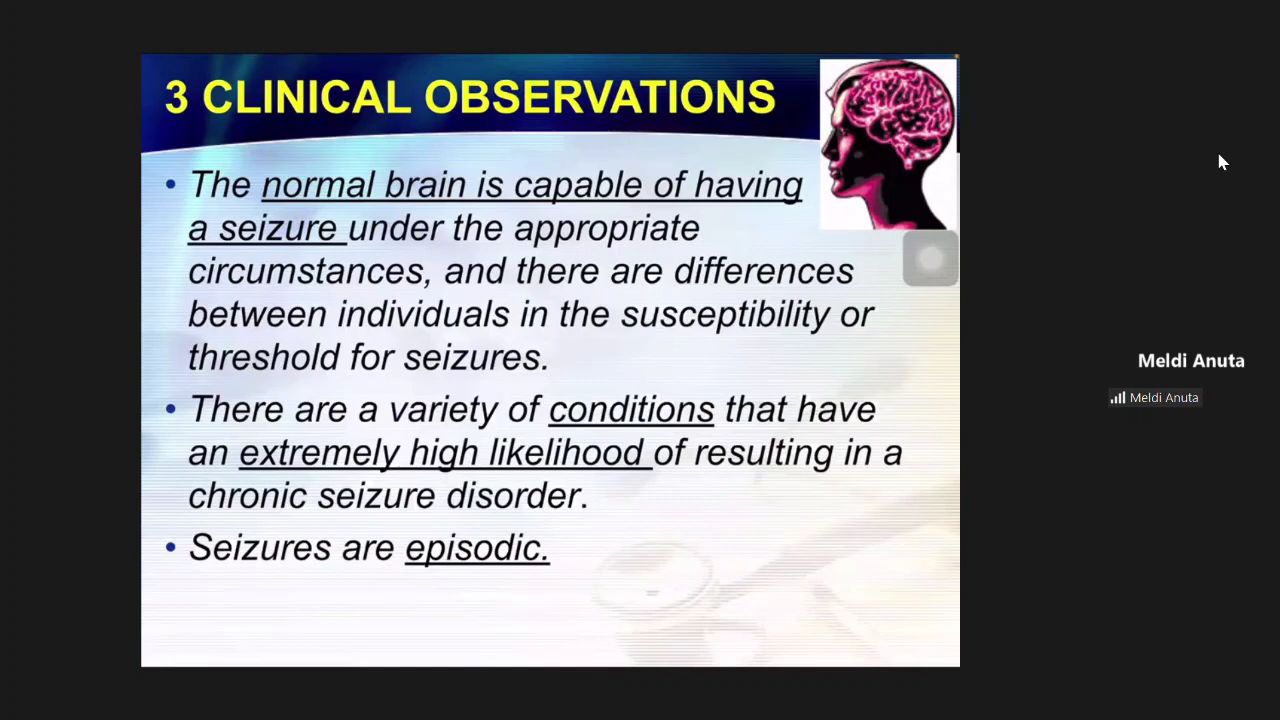 3 CLINICAL OBSERVATIONS
• The normal brain is capable of having
a seizure under the appropriate
circumstances, and there are differences
between individuals in the susceptibility or
threshold for seizures.
• There are a variety of conditions that have
an extremely high likelihood of resulting in a
chronic seizure disorder.
• Seizures are episodic.
Meldi Anuta
Meldi Anuta